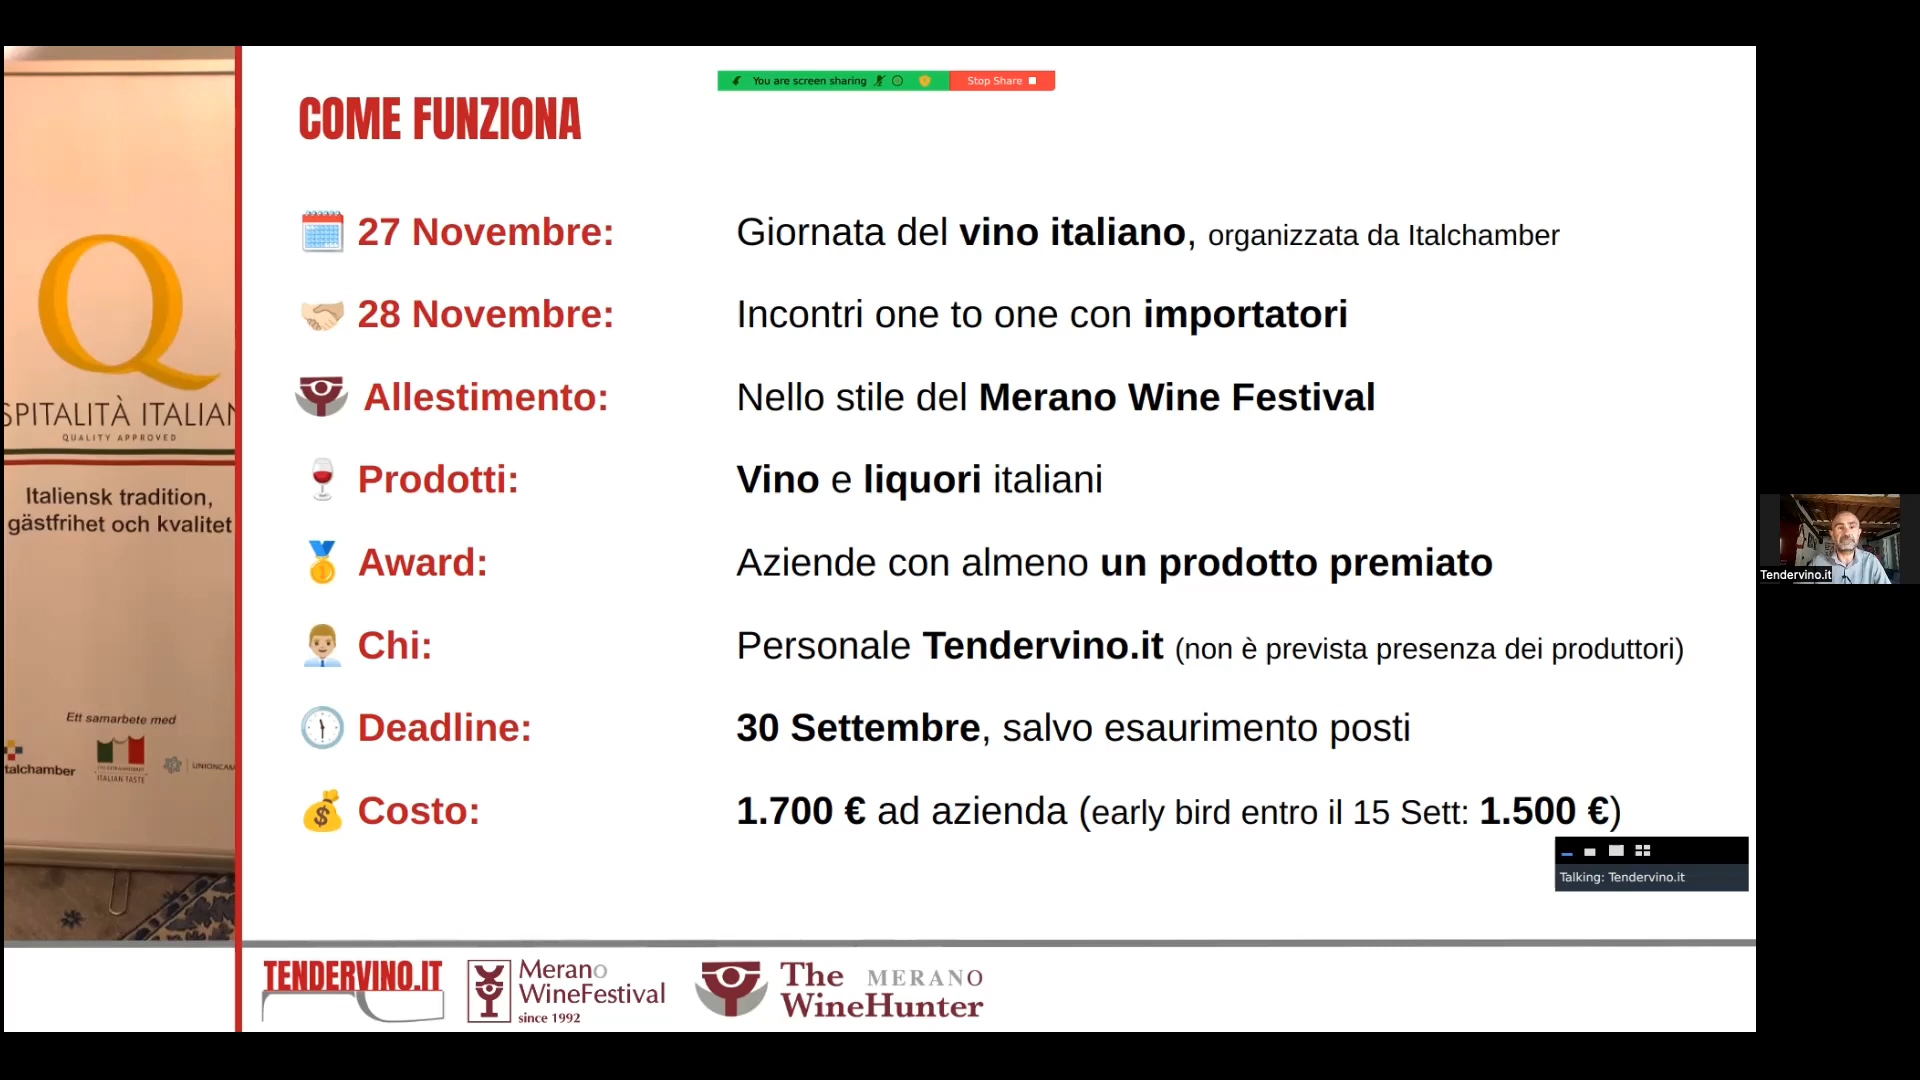 You are screen sharing
Stop Share
COME FUNZIONA
27 Novembre: Giornata del vino italiano, organizzata da Italchamber
28 Novembre: Incontri one to one con importatori
Allestimento: Nello stile del Merano Wine Festival
Prodotti: Vino e liquori italiani
Award: Aziende con almeno un prodotto premiato
Chi: Personale Tendervino.it (non è prevista presenza dei produttori)
Deadline: 30 Settembre, salvo esaurimento posti
Costo: 1.700 € ad azienda (early bird entro il 15 Sett: 1.500 €)
Talking: Tendervino.it
Tendervino.it
Q
SPITALITÀ ITALIAN
QUALITY APPROVED
Italiensk tradition,
gästfrihet och kvalitet
Ett samarbete med
talchamber
ITALIAN TASTE
UNIONCAM
TENDERVINO.IT
Merano
WineFestival
since 1992
The MERANO
WineHunter